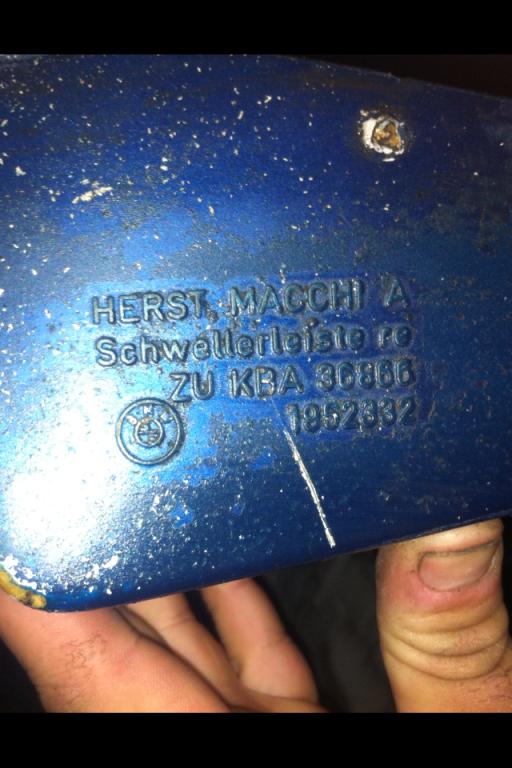 HERST. MACCHI A
Schwellerleiste re
ZU KBA 30866
1962332